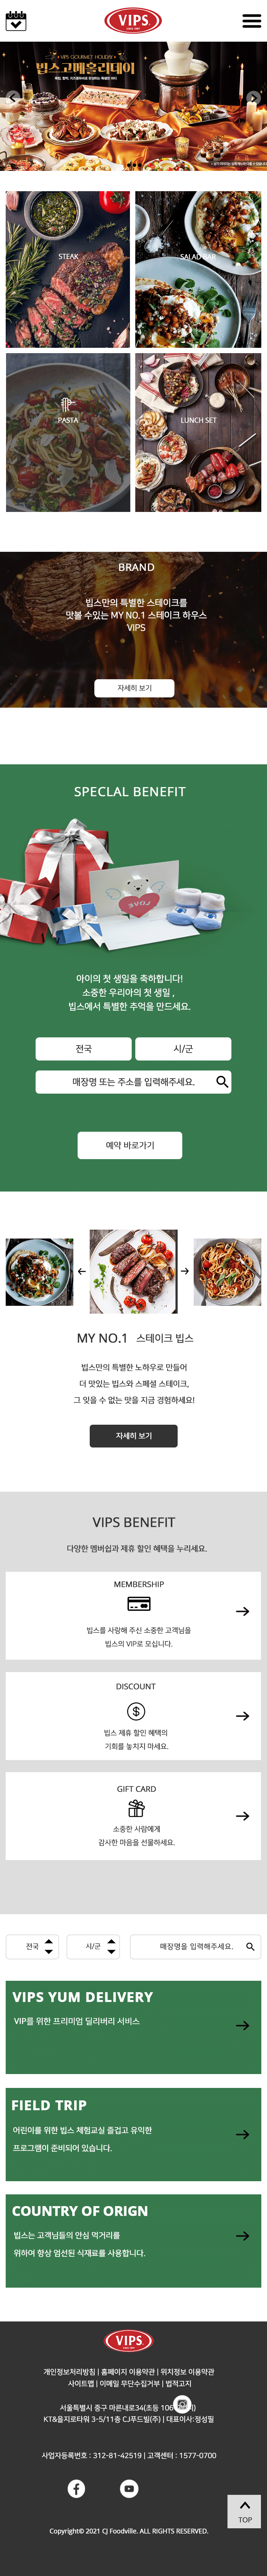 VIPS
VIPS GOURMET HOLIDAY
빕스고메홀리데이
STEAK
SALAD BAR
PASTA
LUNCH SET
BRAND
빕스만의 특별한 스테이크를
맛볼 수있는 MY NO.1 스테이크 하우스
VIPS
자세히 보기
SPECLAL BENEFIT
LOVE
아이의 첫 생일을 축하합니다!
소중한 우리아의 첫 생일 ,
빕스에서 특별한 추억을 만드세요.
전국 시/군
매장명 또는 주소를 입력해주세요.
예약 바로가기
MY NO.1 스테이크 빕스
빕스만의 특별한 노하우로 만들어
더 맛있는 빕스와 스페셜 스테이크,
그 잊을 수 없는 맛을 지금 경험하세요!
자세히 보기
VIPS BENEFIT
다양한 멤버쉽과 제휴 할인 혜택을 누리세요.
MEMBERSHIP
빕스를 사랑해 주신 소중한 고객님을
빕스의 VIP로 모십니다.
DISCOUNT
빕스 제휴 할인 혜택의
기회를 놓치지 마세요.
GIFT CARD
소중한 사람에게
감사한 마음을 선물하세요.
전국 시/군 매장명을 입력해주세요.
VIPS YUM DELIVERY
VIP를 위한 프리미엄 딜리버리 서비스
FIELD TRIP
어린이를 위한 빕스 체험교실 즐겁고 유익한
프로그램이 준비되어 있습니다.
COUNTRY OF ORIGN
빕스는 고객님들의 안심 먹거리를
위하여 항상 엄선된 식재료를 사용합니다.
VIPS
개인정보처리방침 | 홈페이지 이용약관 | 위치정보 이용약관
사이트맵 | 이메일 무단수집거부 | 법적고지
서울특별시 중구 마른내로34(초동 106
KT&을지로타워 3-5/11층 CJ푸드빌(주) | 대표이사:정성필
사업자등록번호 : 312-81-42519 | 고객센터 : 1577-0700
TOP
Copyright© 2021 CJ Foodville. ALL RIGHTS RESERVED.